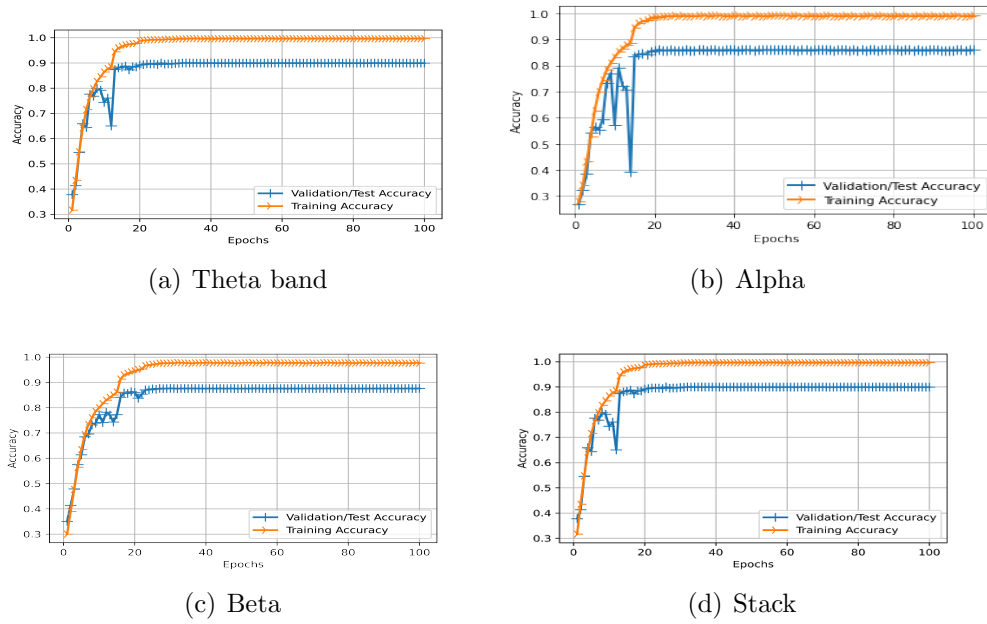 1.0
0.9
0.8
0.7
0.6
0.5
0.4
0.3
Accuracy
Validation/Test Accuracy
Training Accuracy
0 20 40 60 80 100
Epochs
(a) Theta band
1.0
0.9
0.8
0.7
0.6
0.5
0.4
0.3
Accuracy
Validation/Test Accuracy
Training Accuracy
0 20 40 60 80 100
Epochs
(b) Alpha
1.0
0.9
0.8
0.7
0.6
0.5
0.4
0.3
Accuracy
Validation/Test Accuracy
Training Accuracy
0 20 40 60 80 100
Epochs
(c) Beta
1.0
0.9
0.8
0.7
0.6
0.5
0.4
0.3
Accuracy
Validation/Test Accuracy
Training Accuracy
0 20 40 60 80 100
Epochs
(d) Stack